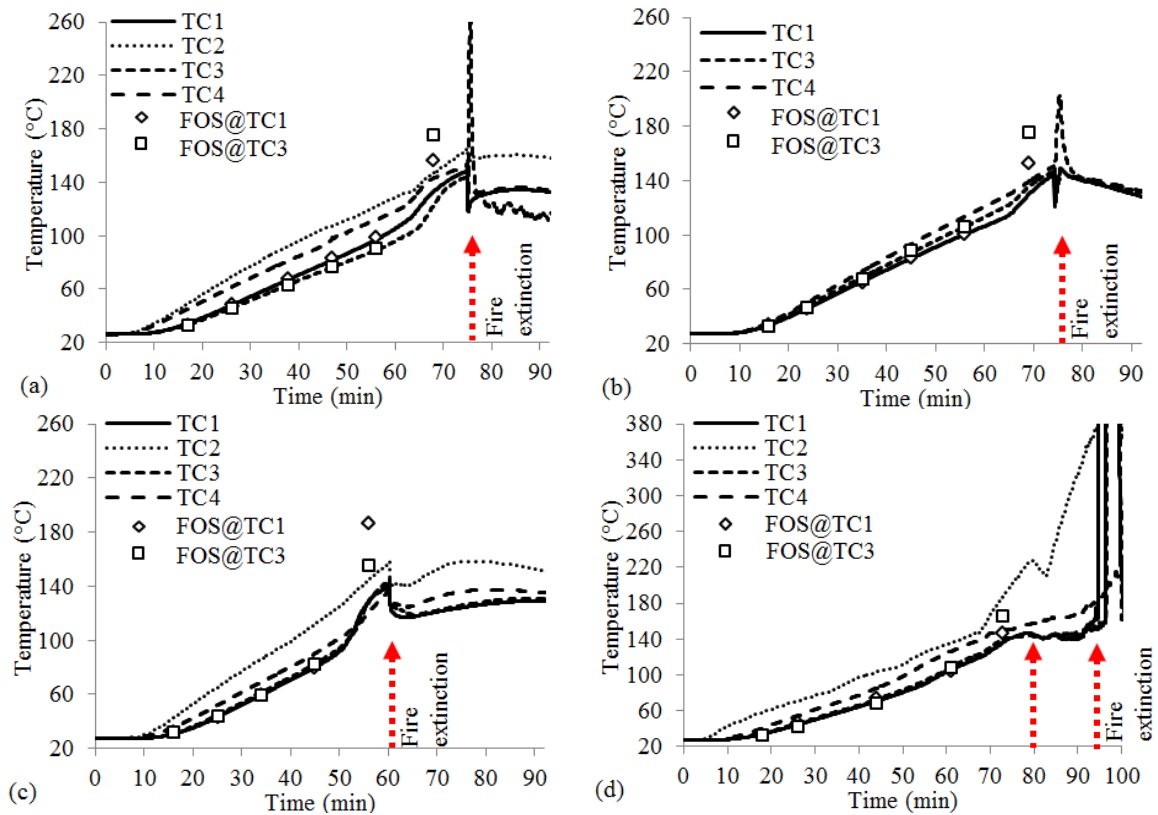 260
220
180
140
100
60
20
Temperature (°C)
TC1
TC2
TC3
TC4
FOS@TC1
FOS@TC3
Fire
extinction
0 10 20 30 40 50 60 70 80 90
Time (min)
(a)
260
220
180
140
100
60
20
Temperature (°C)
TC1
TC3
TC4
FOS@TC1
FOS@TC3
Fire
extinction
0 10 20 30 40 50 60 70 80 90
Time (min)
(b)
260
220
180
140
100
60
20
Temperature (°C)
TC1
TC2
TC3
TC4
FOS@TC1
FOS@TC3
Fire
extinction
0 10 20 30 40 50 60 70 80 90
Time (min)
(c)
380
340
300
260
220
180
140
100
60
20
Temperature (°C)
TC1
TC2
TC3
TC4
FOS@TC1
FOS@TC3
Fire
extinction
0 10 20 30 40 50 60 70 80 90 100
Time (min)
(d)